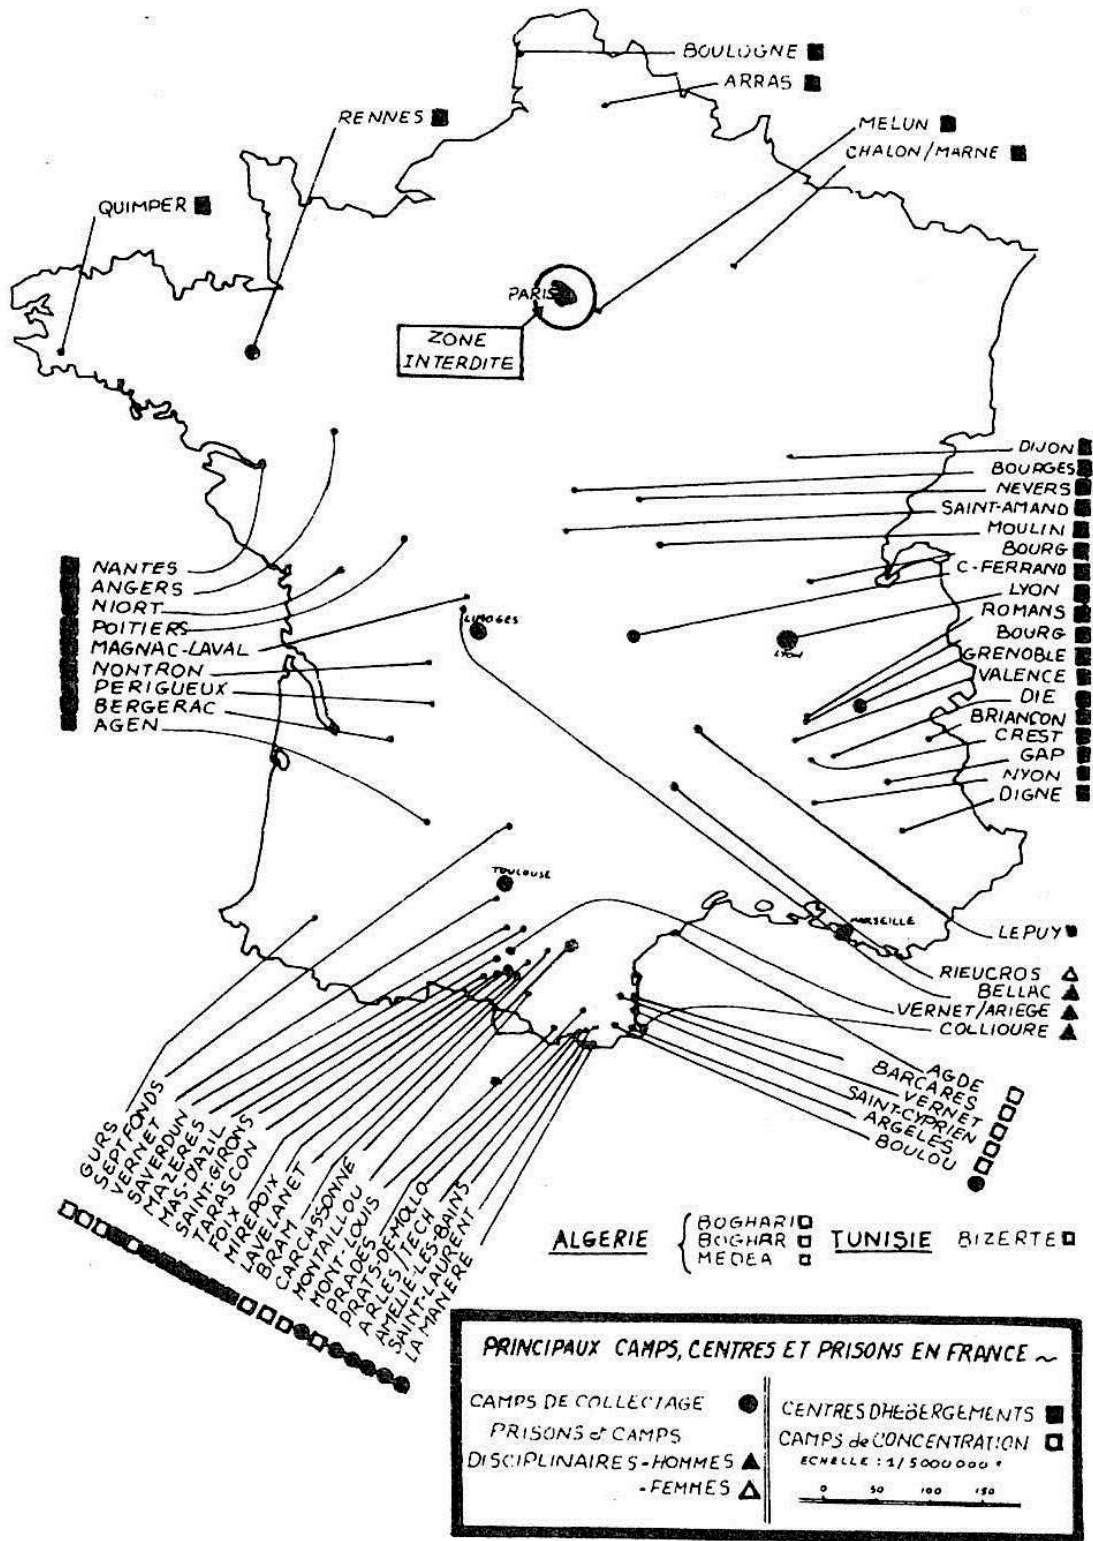 BOULOGNE
ARRAS
RENNES
MELUN
CHALON/MARNE
QUIMPER
PARIS
ZONE
INTERDITE
DIJON
BOURGES
NEVERS
SAINT-AMAND
MOULIN
BOURG
C-FERRAND
LYON
ROMANS
BOURG
GRENOBLE
VALENCE
DIE
BRIANCON
CREST
GAP
NYON
DIGNE
NANTES
ANGERS
NIORT
POITIERS
MAGNAC-LAVAL
NONTRON
PERIGUEUX
BERGERAC
AGEN
LIMOGES
LYON
TOULOUSE
MARSEILLE
LEPUY
RIEUCROS
BELLAC
VERNET/ARIEGE
COLLIOURE
AGDE
BARCARES
VERNET
SAINT-CYPRIEN
ARGELES
BOULOU
GURS
SEPTFONDS
VERNET
SAVERDUN
MAZERES
MAS-D'AZIL
SAINT-GIRONS
TARASCON
FOIX
MIREPOIX
LAVELANET
BRAM
CARCASSONNE
MONTAILLOU
MONT-LOUIS
PRADES
PRATS-DE-MOLLO
ARLES/TECH
AMELIE-LES-BAINS
SAINT-LAURENT
LA MANERE
ALGERIE
BOGHARI
BOGHAR
MEDEA
TUNISIE
BIZERTE
PRINCIPAUX CAMPS, CENTRES ET PRISONS EN FRANCE ~
CAMPS DE COLLECTAGE
PRISONS et CAMPS
DISCIPLINAIRES-HOMMES
-FEMMES
CENTRES D'HEBERGEMENTS
CAMPS de CONCENTRATION
ECHELLE : 1/5000000°
0 50 100 150